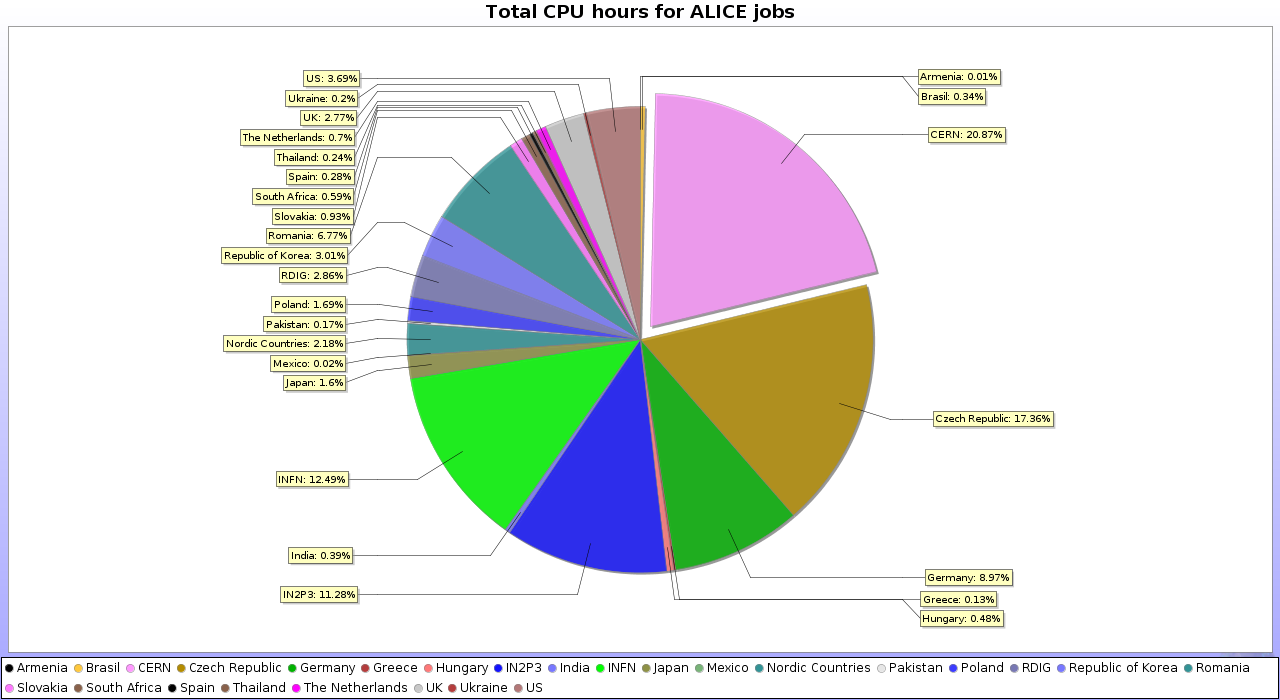 Total CPU hours for ALICE jobs
US: 3.69%
Ukraine: 0.2%
UK: 2.77%
The Netherlands: 0.7%
Thailand: 0.24%
Spain: 0.28%
South Africa: 0.59%
Slovakia: 0.93%
Romania: 6.77%
Republic of Korea: 3.01%
RDIG: 2.86%
Poland: 1.69%
Pakistan: 0.17%
Nordic Countries: 2.18%
Mexico: 0.02%
Japan: 1.6%
INFN: 12.49%
India: 0.39%
IN2P3: 11.28%
Armenia: 0.01%
Brasil: 0.34%
CERN: 20.87%
Czech Republic: 17.36%
Germany: 8.97%
Greece: 0.13%
Hungary: 0.48%
Armenia Brasil CERN Czech Republic Germany Greece Hungary IN2P3 India INFN Japan Mexico Nordic Countries Pakistan Poland RDIG Republic of Korea Romania
Slovakia South Africa Spain Thailand The Netherlands UK Ukraine US